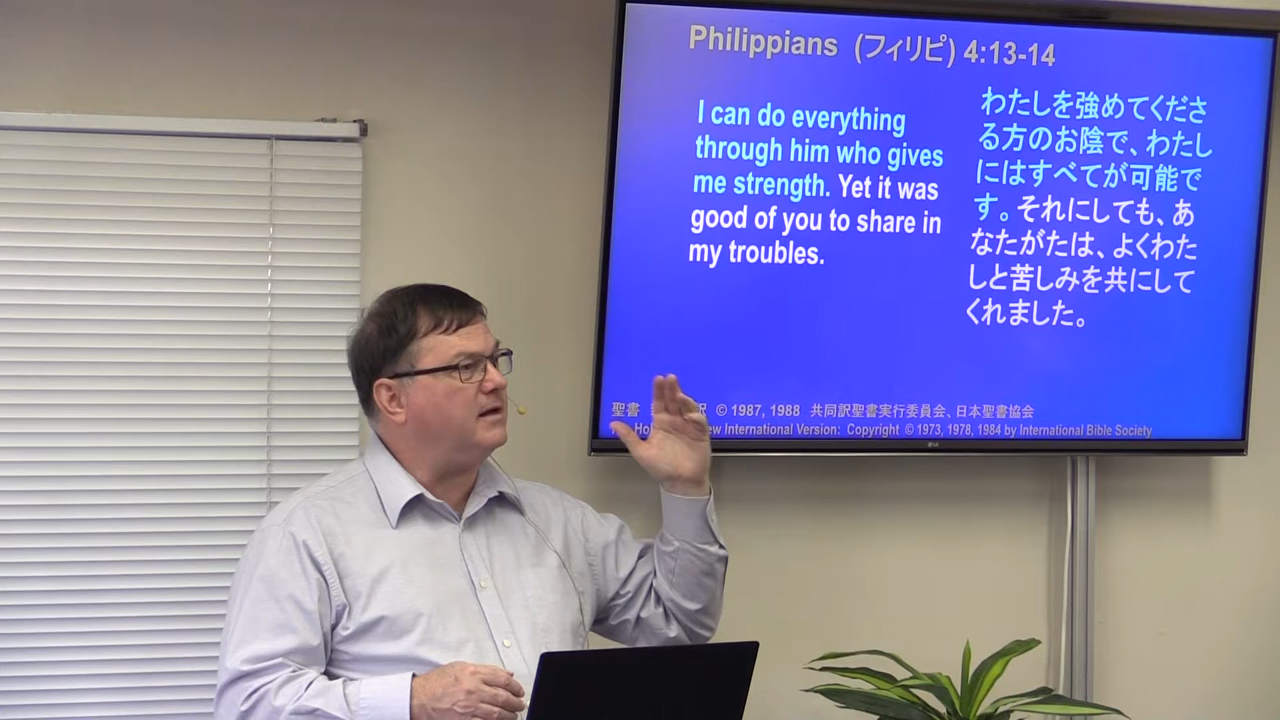 Philippians (フィリピ) 4:13-14
I can do everything
through him who gives
me strength. Yet it was
good of you to share in
my troubles.
わたしを強めてくださ
る方のお陰で、わたし
にはすべてが可能で
す。それにしても、あ
なたがたは、よくわた
しと苦しみを共にして
くれました。
聖書 訳 © 1987, 1988 共同訳聖書実行委員会、日本聖書協会
International Version: Copyright © 1973, 1978, 1984 by International Bible Society
LG